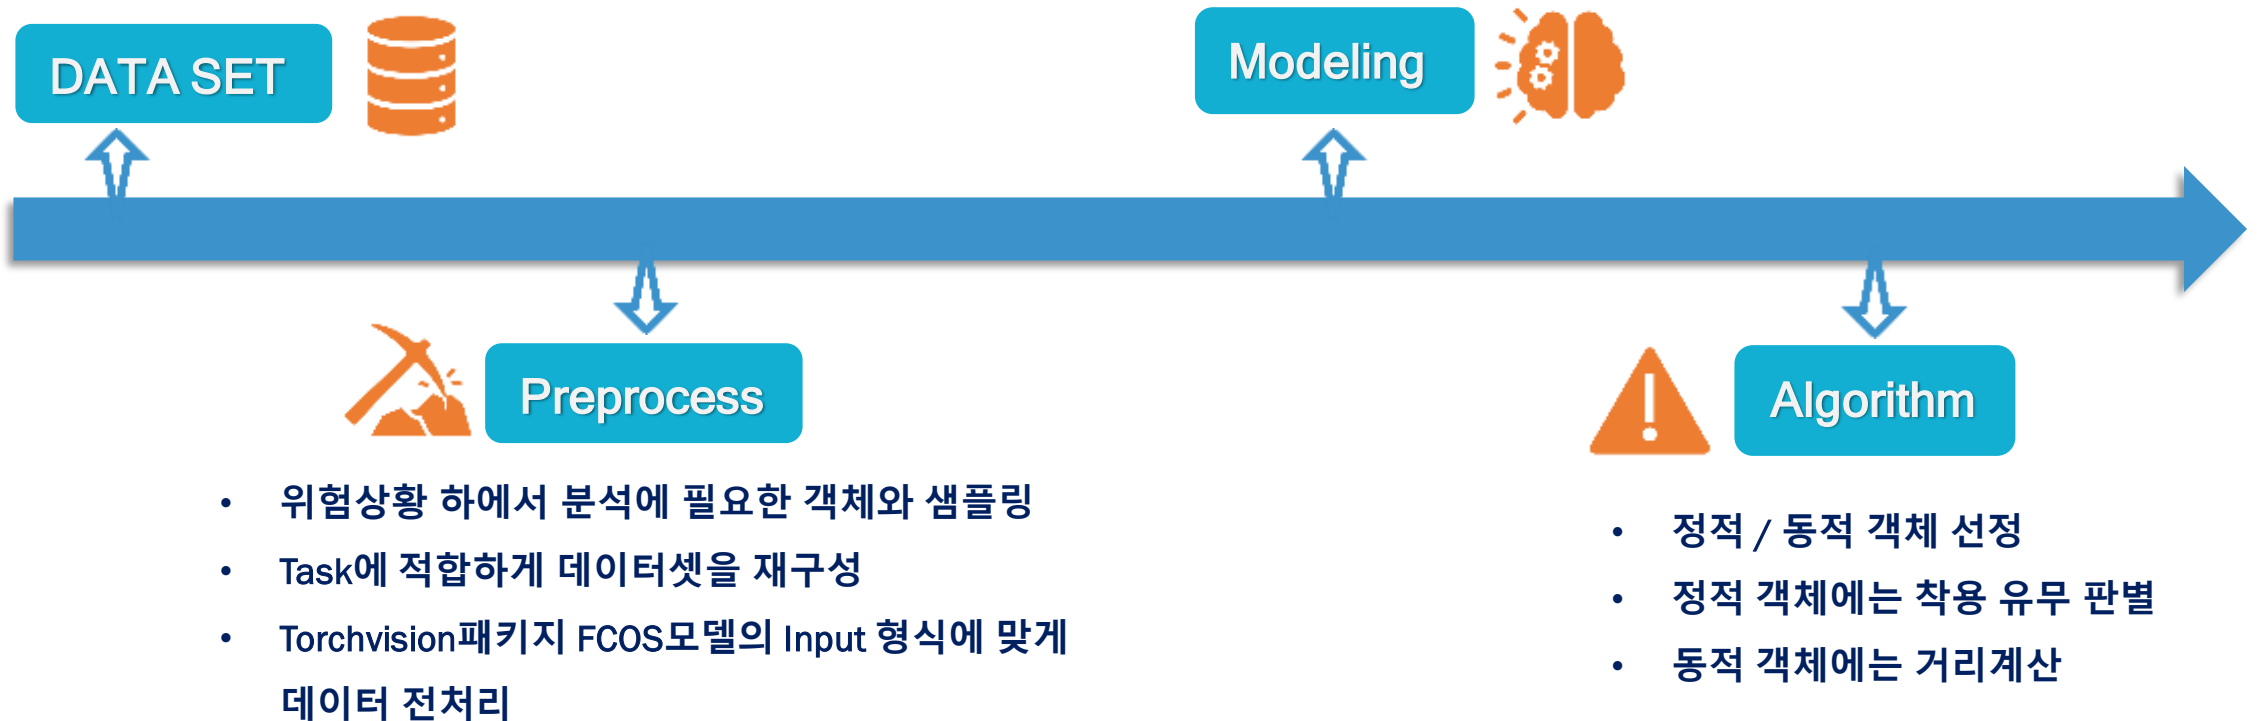 DATA SET
Modeling
Preprocess
• 위험상황 하에서 분석에 필요한 객체와 샘플링
• Task에 적합하게 데이터셋을 재구성
• Torchvision패키지 FCOS모델의 Input 형식에 맞게
데이터 전처리
Algorithm
• 정적 / 동적 객체 선정
• 정적 객체에는 착용 유무 판별
• 동적 객체에는 거리계산